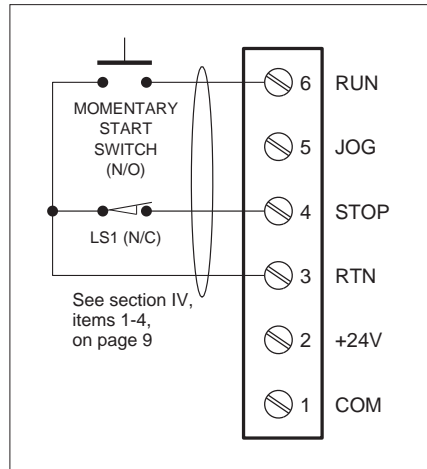 6 RUN
MOMENTARY
START
SWITCH
(N/O)
5 JOG
4 STOP
LS1 (N/C)
3 RTN
See section IV,
items 1-4,
on page 9
2 +24V
1 COM